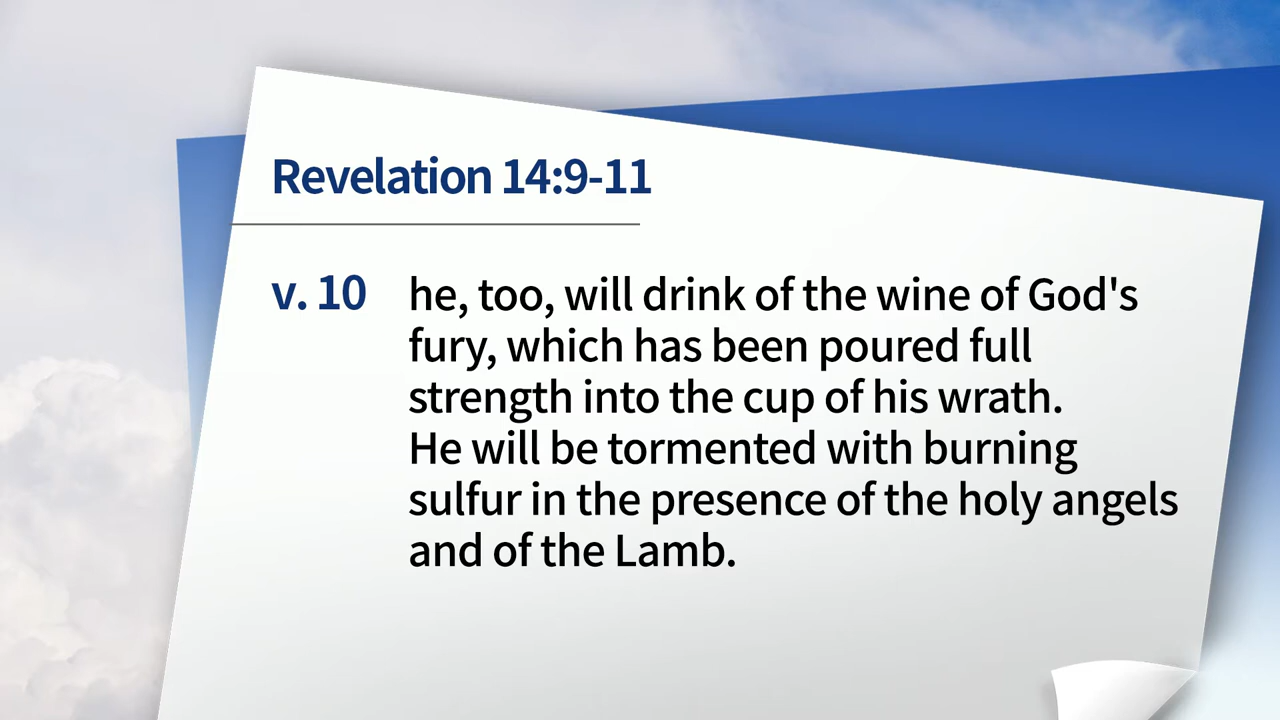 Revelation 14:9-11
v. 10 he, too, will drink of the wine of God's
fury, which has been poured full
strength into the cup of his wrath.
He will be tormented with burning
sulfur in the presence of the holy angels
and of the Lamb.